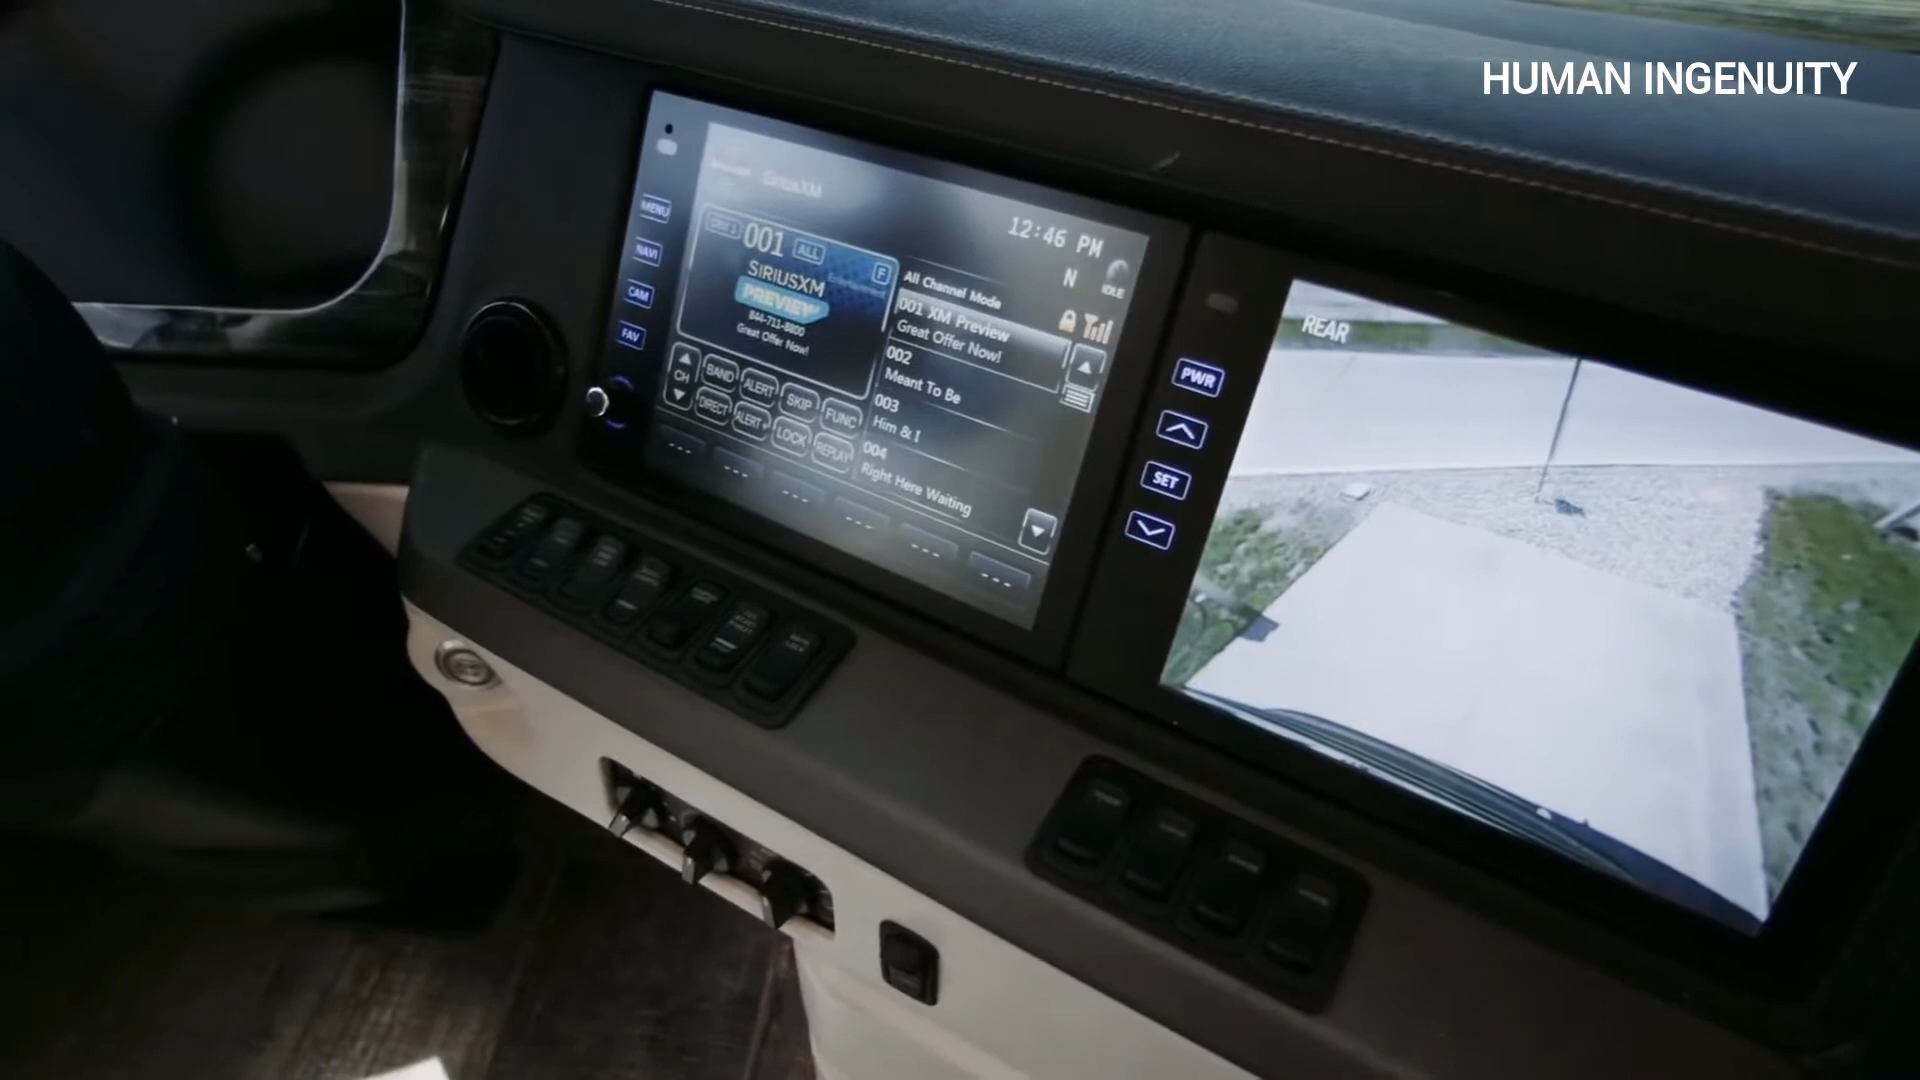 HUMAN INGENUITY
SiriusXM
12:46 PM
N
IDLE
MENU
NAVI
CAM
FAV
001 ALL
F
SIRIUSXM
PREVIEW
844-711-8800
Great Offer Now!
All Channel Mode
001 XM Preview
Great Offer Now!
002
Meant To Be
003
Him & I
004
Right Here Waiting
CH
BAND
ALERT
SKIP
FUNC
DIRECT
ALERT+
LOCK
REPLAY
--- --- --- --- --- ---
PWR
SET
REAR